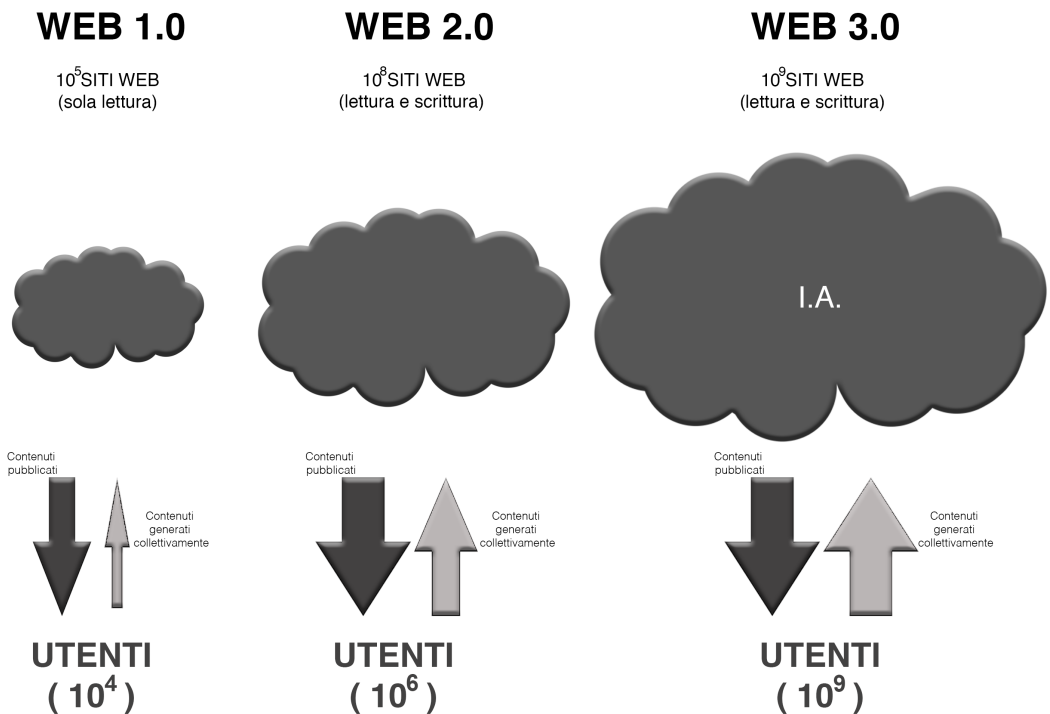 WEB 1.0
10⁵SITI WEB
(sola lettura)
Contenuti
pubblicati
Contenuti
generati
collettivamente
UTENTI
( 10⁴ )
WEB 2.0
10⁸SITI WEB
(lettura e scrittura)
Contenuti
pubblicati
Contenuti
generati
collettivamente
UTENTI
( 10⁶ )
WEB 3.0
10⁹SITI WEB
(lettura e scrittura)
I.A.
Contenuti
pubblicati
Contenuti
generati
collettivamente
UTENTI
( 10⁹ )